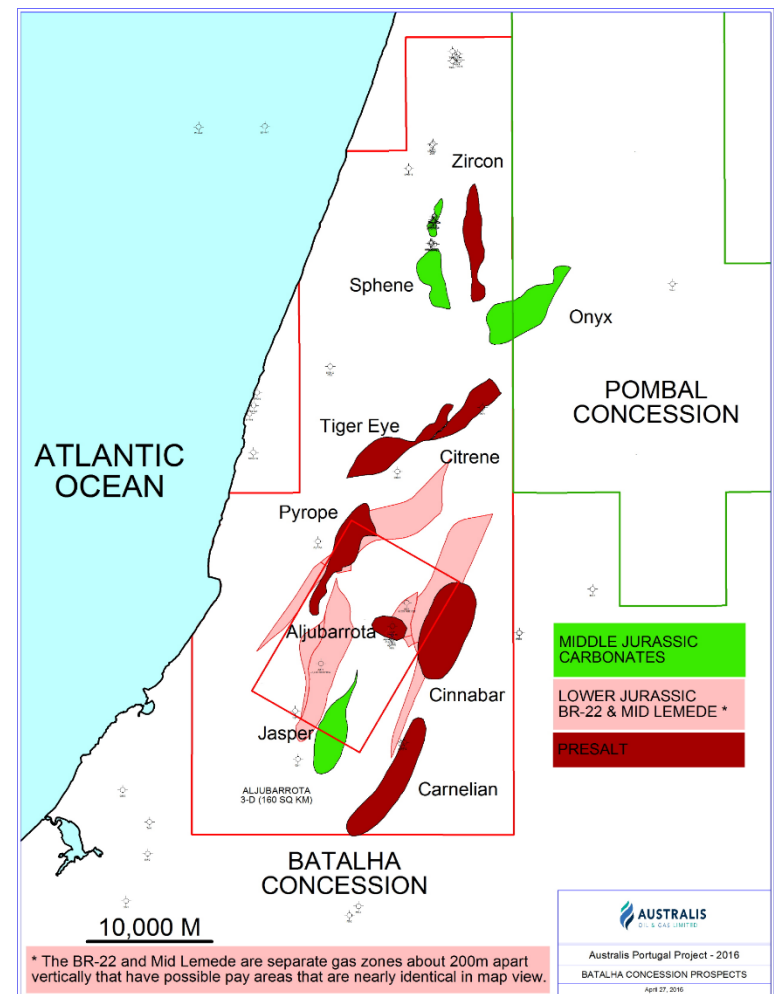 Zircon
Sphene
Onyx
POMBAL
CONCESSION
Tiger Eye
ATLANTIC
OCEAN
Citrene
Pyrope
Aljubarrota
MIDDLE JURASSIC
CARBONATES
LOWER JURASSIC
BR-22 & MID LEMEDE *
PRESALT
Cinnabar
Jasper
Carnelian
ALJUBARROTA
3-D (160 SQ KM)
BATALHA
CONCESSION
10,000 M
* The BR-22 and Mid Lemede are separate gas zones about 200m apart
vertically that have possible pay areas that are nearly identical in map view.
AUSTRALIS
OIL & GAS LIMITED
Australis Portugal Project - 2016
BATALHA CONCESSION PROSPECTS
April 27, 2016